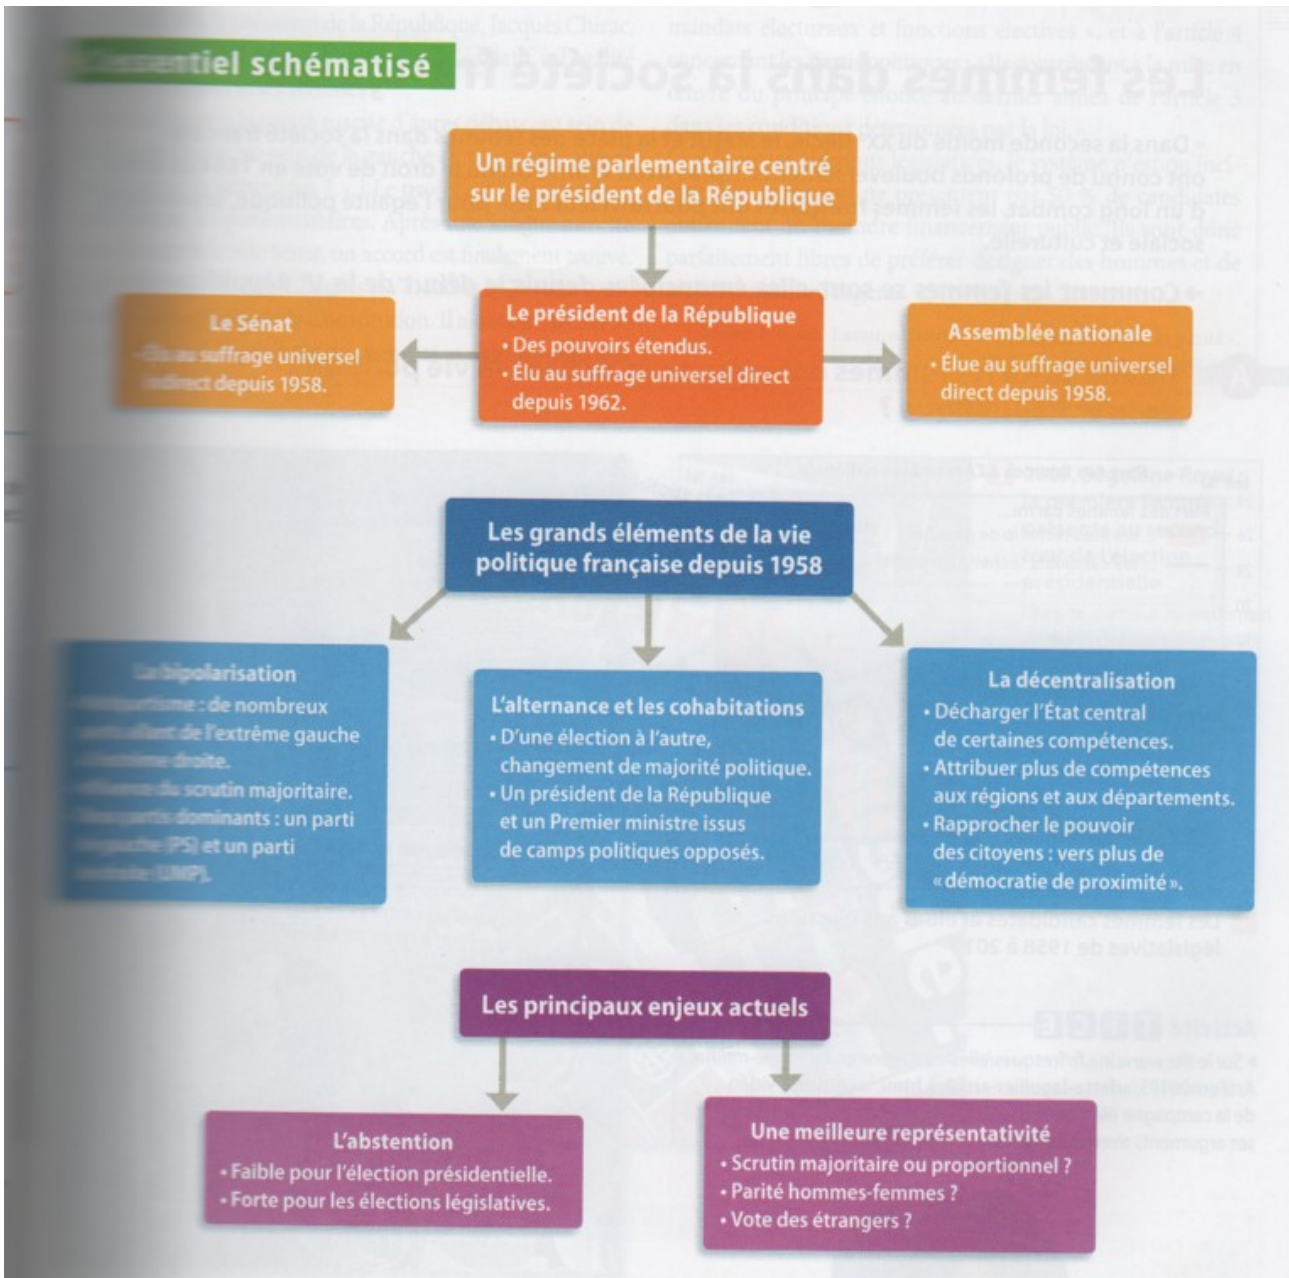 L'essentiel schématisé
Un régime parlementaire centré
sur le président de la République
Le Sénat
• Élu au suffrage universel
indirect depuis 1958.
Le président de la République
• Des pouvoirs étendus.
• Élu au suffrage universel direct
depuis 1962.
Assemblée nationale
• Élue au suffrage universel
direct depuis 1958.
Les grands éléments de la vie
politique française depuis 1958
La bipolarisation
: de nombreux
de l'extrême gauche
droite.
du scrutin majoritaire.
partis dominants : un parti
(PS) et un parti
(UMP).
L'alternance et les cohabitations
• D'une élection à l'autre,
changement de majorité politique.
• Un président de la République
et un Premier ministre issus
de camps politiques opposés.
La décentralisation
• Décharger l'État central
de certaines compétences.
• Attribuer plus de compétences
aux régions et aux départements.
• Rapprocher le pouvoir
des citoyens : vers plus de
« démocratie de proximité ».
Les principaux enjeux actuels
L'abstention
• Faible pour l'élection présidentielle.
• Forte pour les élections législatives.
Une meilleure représentativité
• Scrutin majoritaire ou proportionnel ?
• Parité hommes-femmes ?
• Vote des étrangers ?